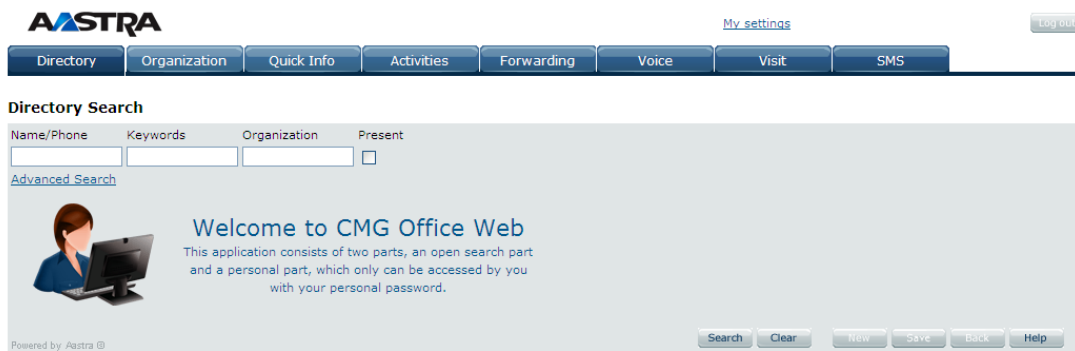 AASTRA
My settings
Log out
Directory Organization Quick Info Activities Forwarding Voice Visit SMS
Directory Search
Name/Phone Keywords Organization Present
Advanced Search
Welcome to CMG Office Web
This application consists of two parts, an open search part
and a personal part, which only can be accessed by you
with your personal password.
Search Clear New Save Back Help
Powered by Aastra ®